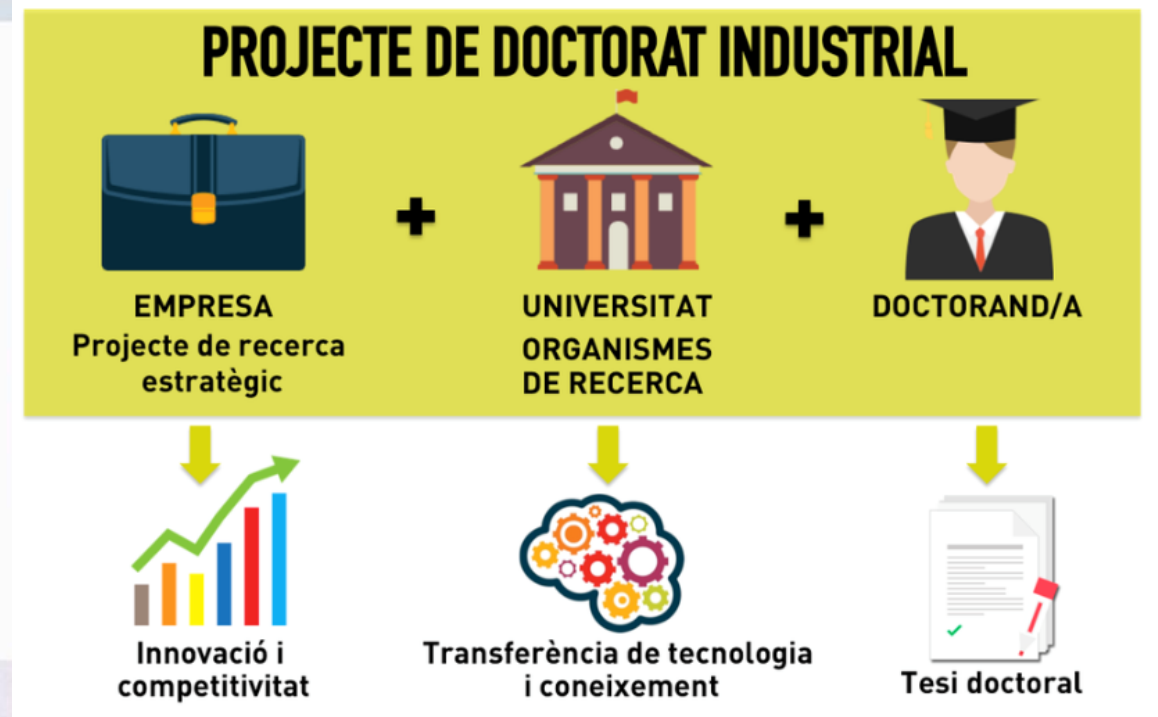 PROJECTE DE DOCTORAT INDUSTRIAL
EMPRESA
Projecte de recerca
estratègic
UNIVERSITAT
ORGANISMES
DE RECERCA
DOCTORAND/A
Innovació i
competitivitat
Transferència de tecnologia
i coneixement
Tesi doctoral